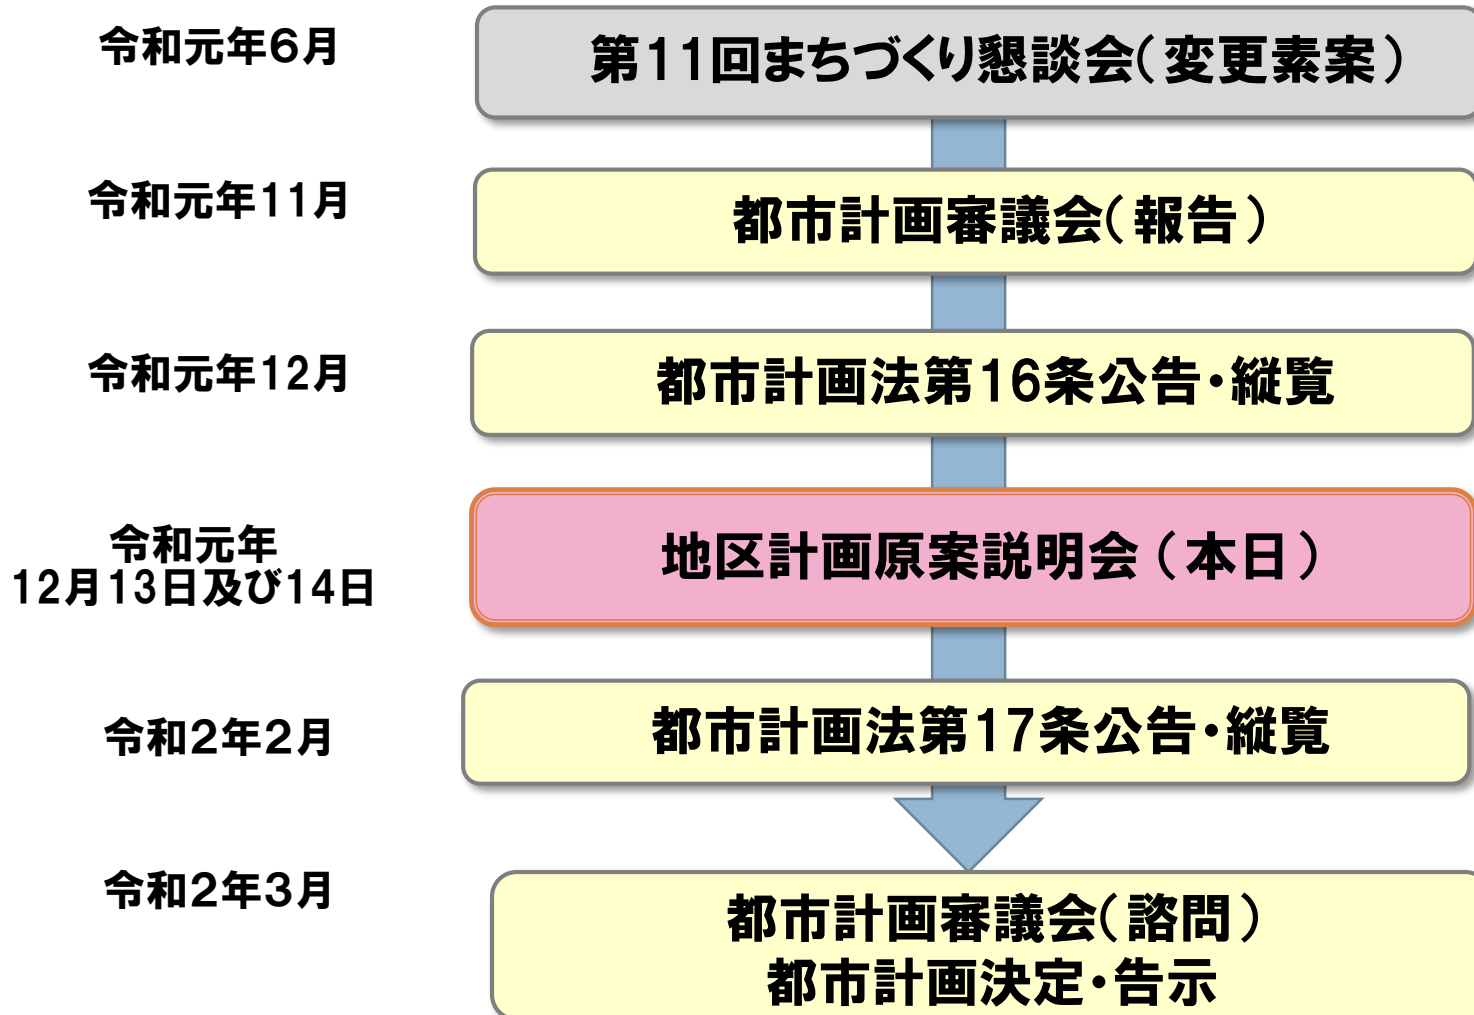 令和元年6月
第11回まちづくり懇談会(変更素案)
令和元年11月
都市計画審議会(報告)
令和元年12月
都市計画法第16条公告・縦覧
令和元年
12月13日及び14日
地区計画原案説明会(本日)
令和2年2月
都市計画法第17条公告・縦覧
令和2年3月
都市計画審議会(諮問)
都市計画決定・告示